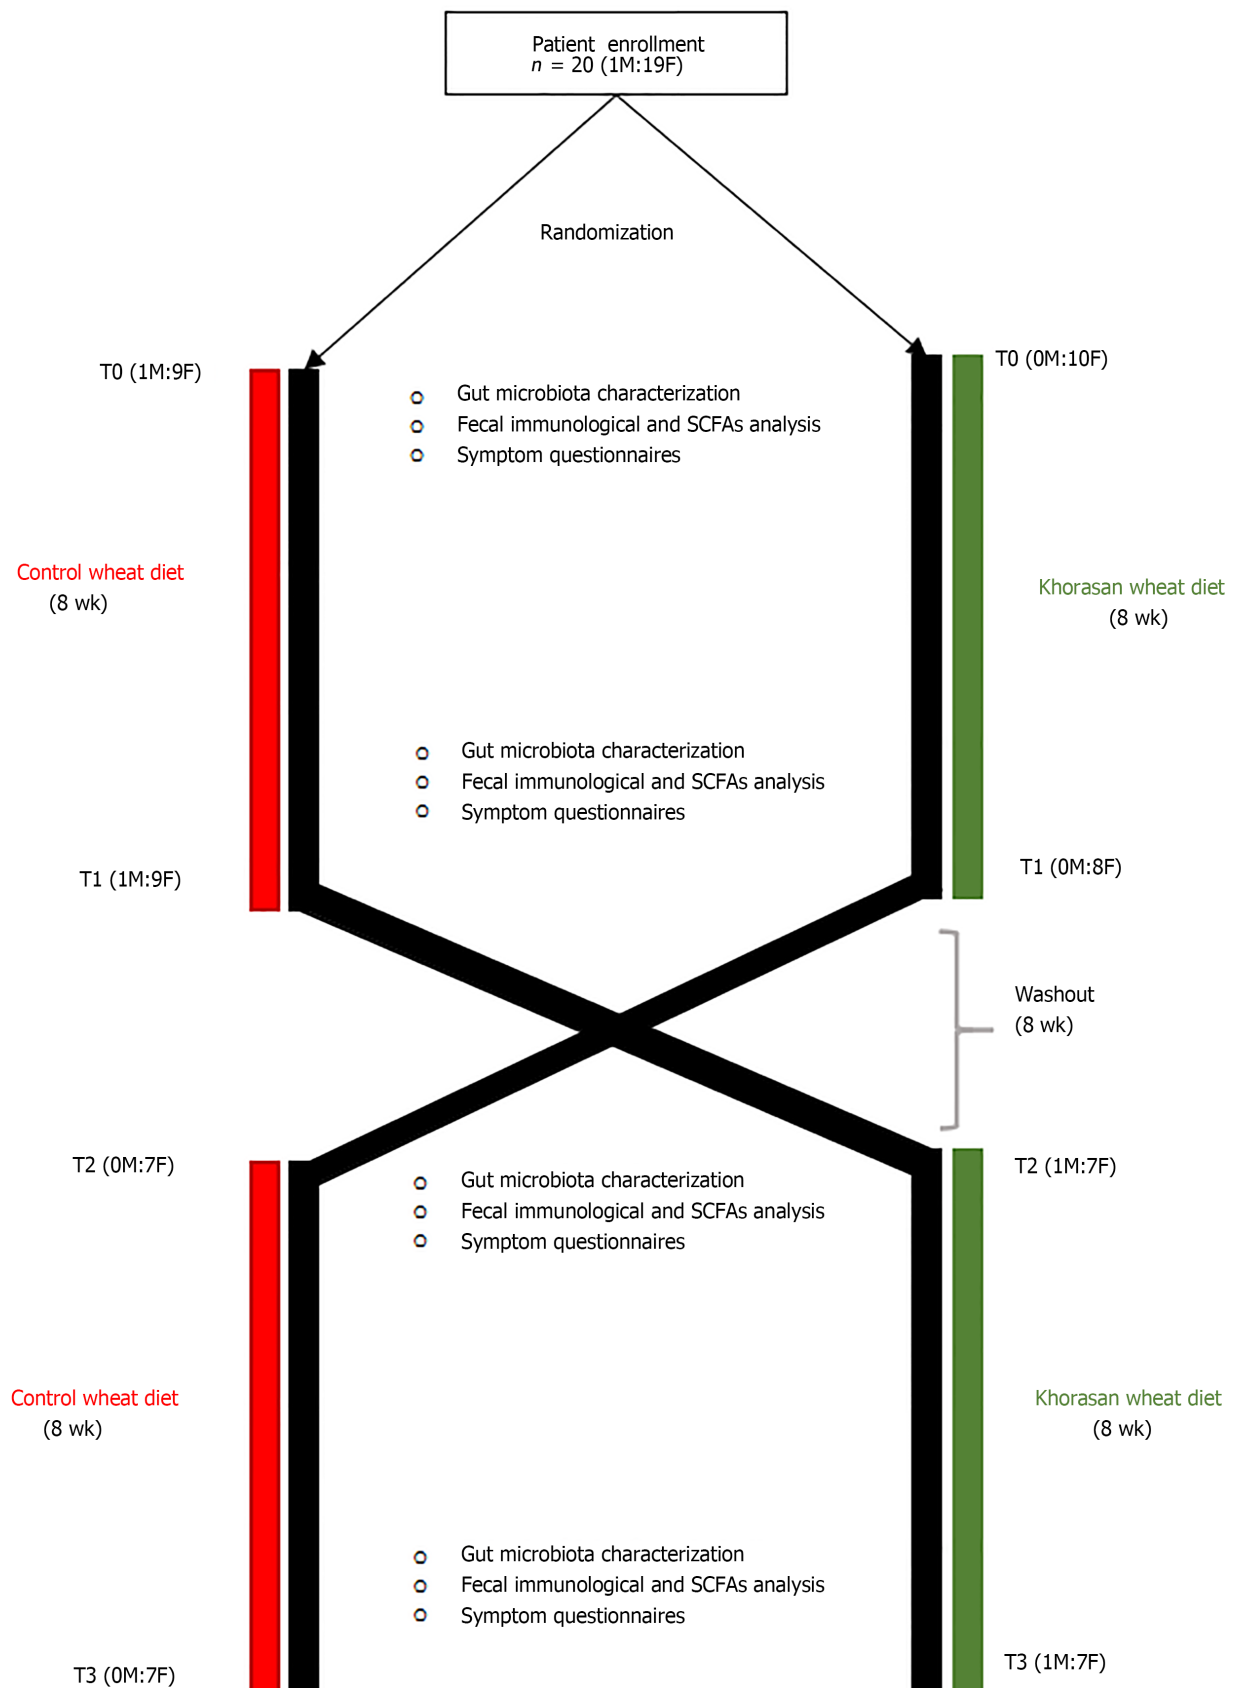 Patient enrollment
n = 20 (1M:19F)
Randomization
T0 (1M:9F)
T0 (0M:10F)
Gut microbiota characterization
Fecal immunological and SCFAs analysis
Symptom questionnaires
Control wheat diet
(8 wk)
Khorasan wheat diet
(8 wk)
Gut microbiota characterization
Fecal immunological and SCFAs analysis
Symptom questionnaires
T1 (1M:9F)
T1 (0M:8F)
Washout
(8 wk)
T2 (0M:7F)
T2 (1M:7F)
Gut microbiota characterization
Fecal immunological and SCFAs analysis
Symptom questionnaires
Control wheat diet
(8 wk)
Khorasan wheat diet
(8 wk)
Gut microbiota characterization
Fecal immunological and SCFAs analysis
Symptom questionnaires
T3 (0M:7F)
T3 (1M:7F)